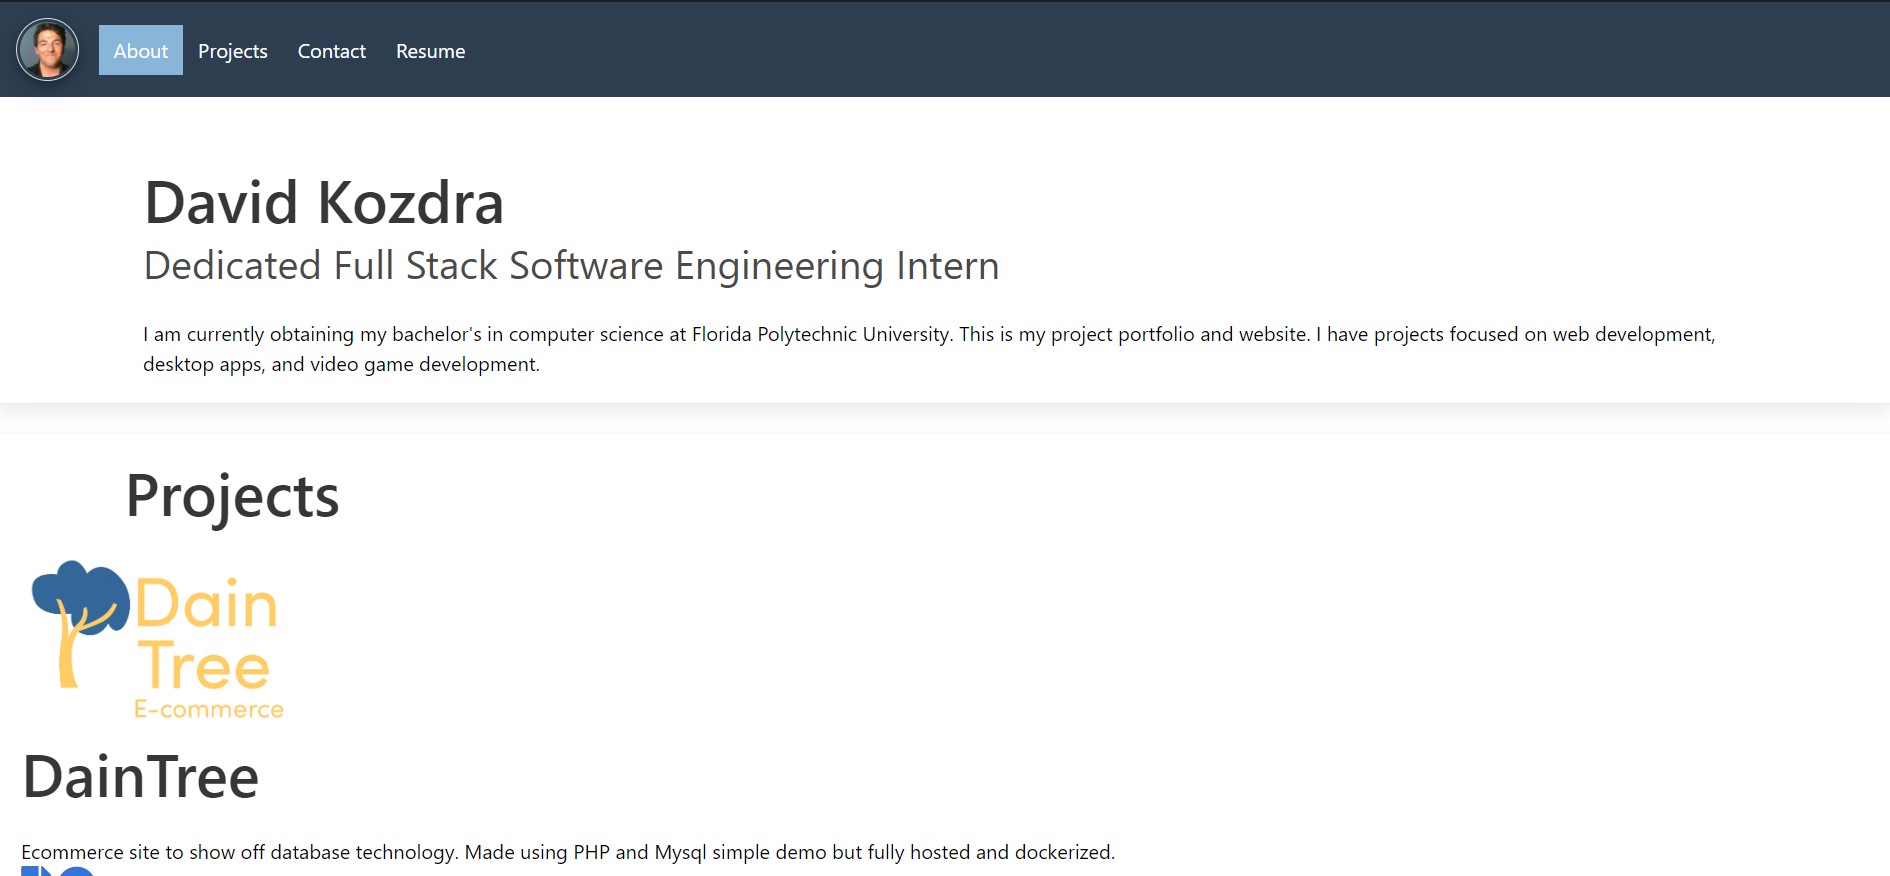 About Projects Contact Resume
David Kozdra
Dedicated Full Stack Software Engineering Intern
I am currently obtaining my bachelor's in computer science at Florida Polytechnic University. This is my project portfolio and website. I have projects focused on web development,
desktop apps, and video game development.
Projects
Dain
Tree
E-commerce
DainTree
Ecommerce site to show off database technology. Made using PHP and Mysql simple demo but fully hosted and dockerized.